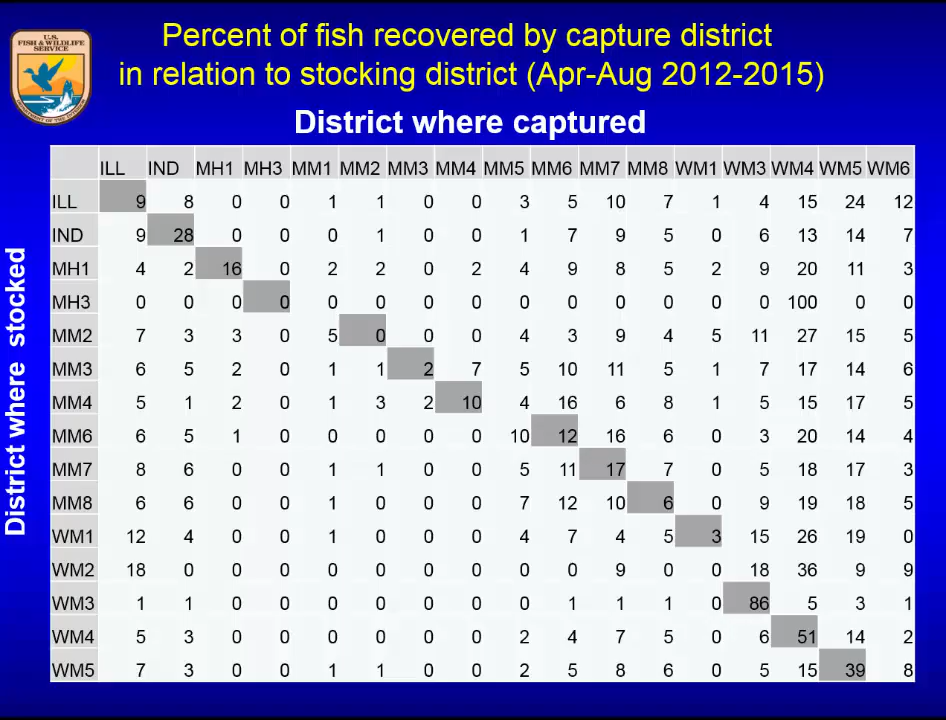 U.S.
FISH & WILDLIFE
SERVICE
DEPARTMENT OF THE INTERIOR
Percent of fish recovered by capture district
in relation to stocking district (Apr-Aug 2012-2015)
District where captured
District where stocked
ILL IND MH1 MH3 MM1 MM2 MM3 MM4 MM5 MM6 MM7 MM8 WM1 WM3 WM4 WM5 WM6
ILL 9 8 0 0 1 1 0 0 3 5 10 7 1 4 15 24 12
IND 9 28 0 0 0 1 0 0 1 7 9 5 0 6 13 14 7
MH1 4 2 16 0 2 2 0 2 4 9 8 5 2 9 20 11 3
MH3 0 0 0 0 0 0 0 0 0 0 0 0 0 0 100 0 0
MM2 7 3 3 0 5 0 0 0 4 3 9 4 5 11 27 15 5
MM3 6 5 2 0 1 1 2 7 5 10 11 5 1 7 17 14 6
MM4 5 1 2 0 1 3 2 10 4 16 6 8 1 5 15 17 5
MM6 6 5 1 0 0 0 0 0 10 12 16 6 0 3 20 14 4
MM7 8 6 0 0 1 1 0 0 5 11 17 7 0 5 18 17 3
MM8 6 6 0 0 1 0 0 0 7 12 10 6 0 9 19 18 5
WM1 12 4 0 0 1 0 0 0 4 7 4 5 3 15 26 19 0
WM2 18 0 0 0 0 0 0 0 0 0 9 0 0 18 36 9 9
WM3 1 1 0 0 0 0 0 0 0 1 1 1 0 86 5 3 1
WM4 5 3 0 0 0 0 0 0 2 4 7 5 0 6 51 14 2
WM5 7 3 0 0 1 1 0 0 2 5 8 6 0 5 15 39 8